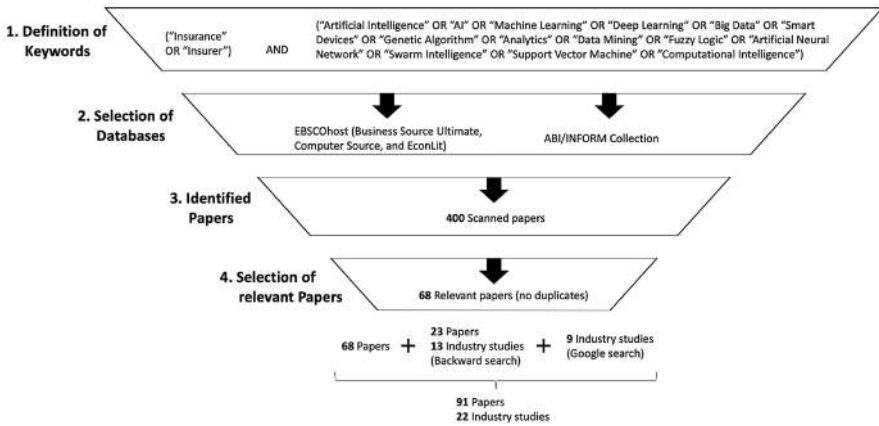 1. Definition of
Keywords
("Insurance"
OR "Insurer")
AND
("Artificial Intelligence" OR "AI" OR "Machine Learning" OR "Deep Learning" OR "Big Data" OR "Smart
Devices" OR "Genetic Algorithm" OR "Analytics" OR "Data Mining" OR "Fuzzy Logic" OR "Artificial Neural
Network" OR "Swarm Intelligence" OR "Support Vector Machine" OR "Computational Intelligence")
2. Selection of
Databases
EBSCOhost (Business Source Ultimate,
Computer Source, and EconLit)
ABI/INFORM Collection
3. Identified
Papers
400 Scanned papers
4. Selection of
relevant Papers
68 Relevant papers (no duplicates)
68 Papers
+
23 Papers
13 Industry studies
(Backward search)
+
9 Industry studies
(Google search)
91 Papers
22 Industry studies